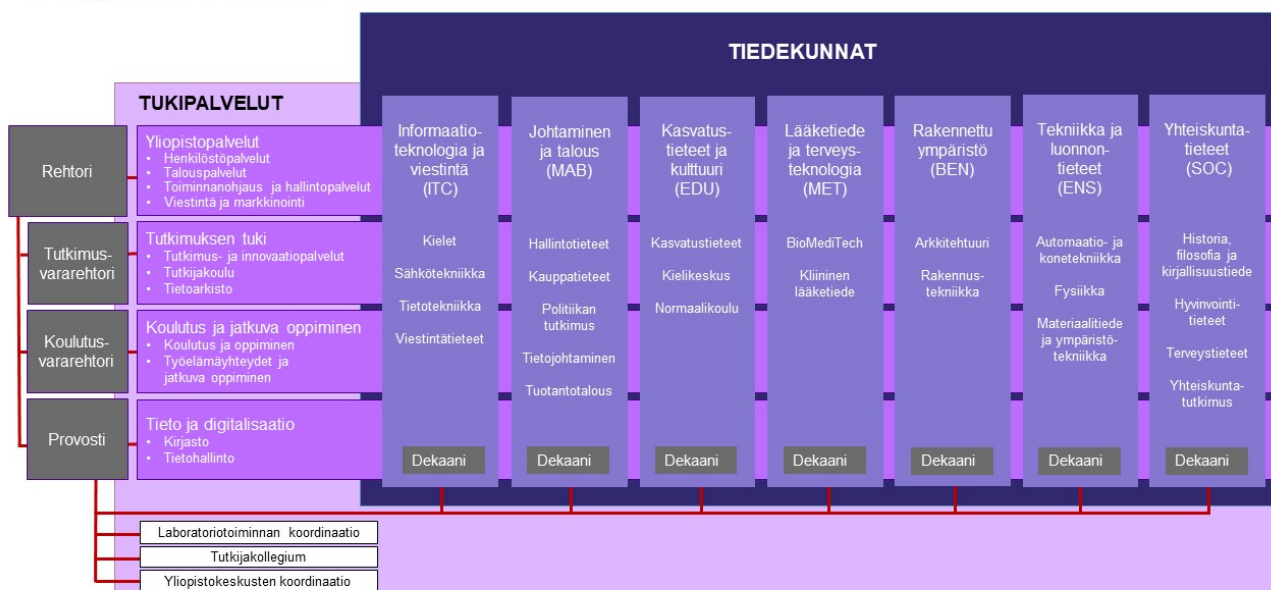 TIEDEKUNNAT
TUKIPALVELUT
Rehtori
Yliopistopalvelut
• Henkilöstöpalvelut
• Talouspalvelut
• Toiminnanohjaus ja hallintopalvelut
• Viestintä ja markkinointi
Tutkimus-
vararehtori
Tutkimuksen tuki
• Tutkimus- ja innovaatiopalvelut
• Tutkijakoulu
• Tietoarkisto
Koulutus-
vararehtori
Koulutus ja jatkuva oppiminen
• Koulutus ja oppiminen
• Työelämäyhteydet ja
jatkuva oppiminen
Provosti
Tieto ja digitalisaatio
• Kirjasto
• Tietohallinto
Informaatio-
teknologia ja
viestintä
(ITC)
Kielet
Sähkötekniikka
Tietotekniikka
Viestintätieteet
Dekaani
Johtaminen
ja talous
(MAB)
Hallintotieteet
Kauppatieteet
Politiikan
tutkimus
Tietojohtaminen
Tuotantotalous
Dekaani
Kasvatus-
tieteet ja
kulttuuri
(EDU)
Kasvatustieteet
Kielikeskus
Normaalikoulu
Dekaani
Lääketiede
ja terveys-
teknologia
(MET)
BioMediTech
Kliininen
lääketiede
Dekaani
Rakennettu
ympäristö
(BEN)
Arkkitehtuuri
Rakennus-
tekniikka
Dekaani
Tekniikka ja
luonnon-
tieteet
(ENS)
Automaatio- ja
konetekniikka
Fysiikka
Materiaalitiede
ja ympäristö-
tekniikka
Dekaani
Yhteiskunta-
tieteet
(SOC)
Historia,
filosofia ja
kirjallisuustiede
Hyvinvointi-
tieteet
Terveystieteet
Yhteiskunta-
tutkimus
Dekaani
Laboratoriotoiminnan koordinaatio
Tutkijakollegium
Yliopistokeskusten koordinaatio